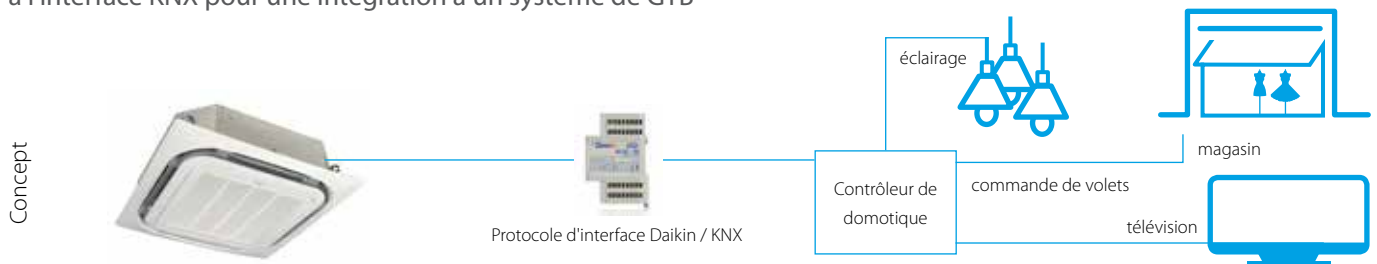 à l'interface KNX pour une intégration à un système de GTB
Concept
éclairage
magasin
Contrôleur de
domotique
commande de volets
télévision
Protocole d'interface Daikin / KNX